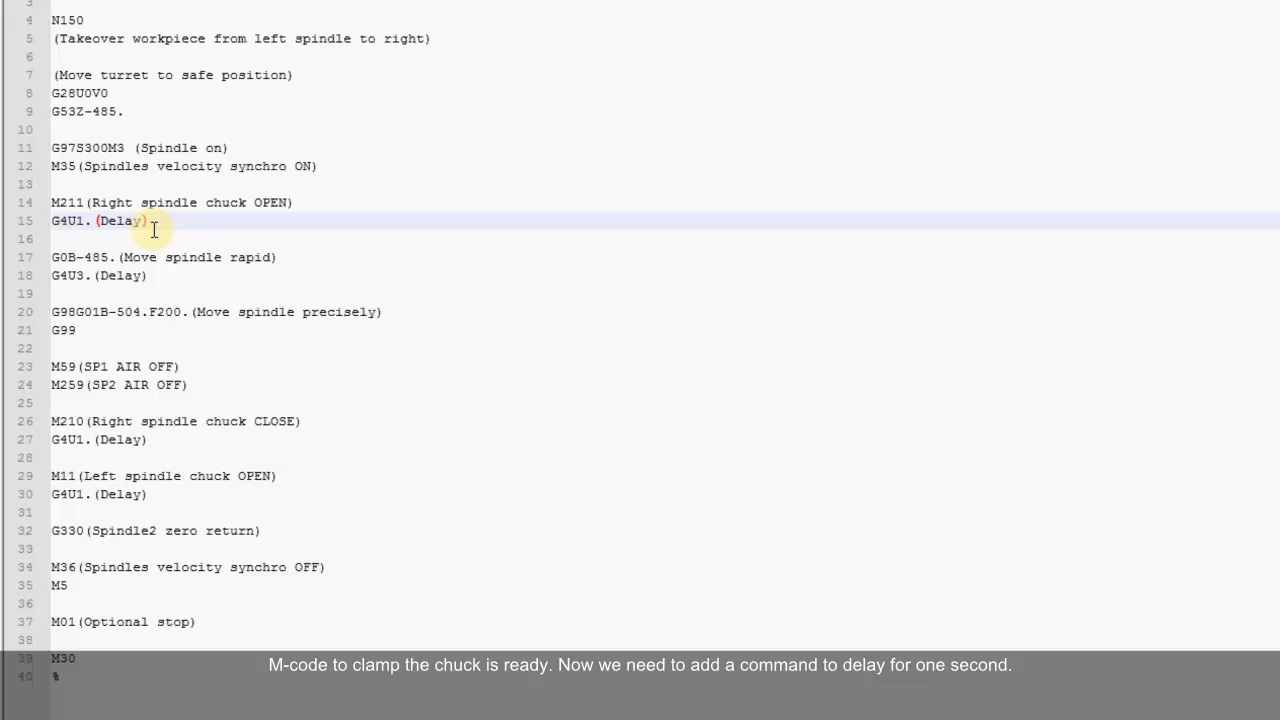 3
4 N150
5 (Takeover workpiece from left spindle to right)
6
7 (Move turret to safe position)
8 G28U0V0
9 G53Z-485.
10
11 G97S300M3 (Spindle on)
12 M35(Spindles velocity synchro ON)
13
14 M211(Right spindle chuck OPEN)
15 G4U1.(Delay)
16
17 G0B-485.(Move spindle rapid)
18 G4U3.(Delay)
19
20 G98G01B-504.F200.(Move spindle precisely)
21 G99
22
23 M59(SP1 AIR OFF)
24 M259(SP2 AIR OFF)
25
26 M210(Right spindle chuck CLOSE)
27 G4U1.(Delay)
28
29 M11(Left spindle chuck OPEN)
30 G4U1.(Delay)
31
32 G330(Spindle2 zero return)
33
34 M36(Spindles velocity synchro OFF)
35 M5
36
37 M01(Optional stop)
38
39 M30
40 %
M-code to clamp the chuck is ready. Now we need to add a command to delay for one second.